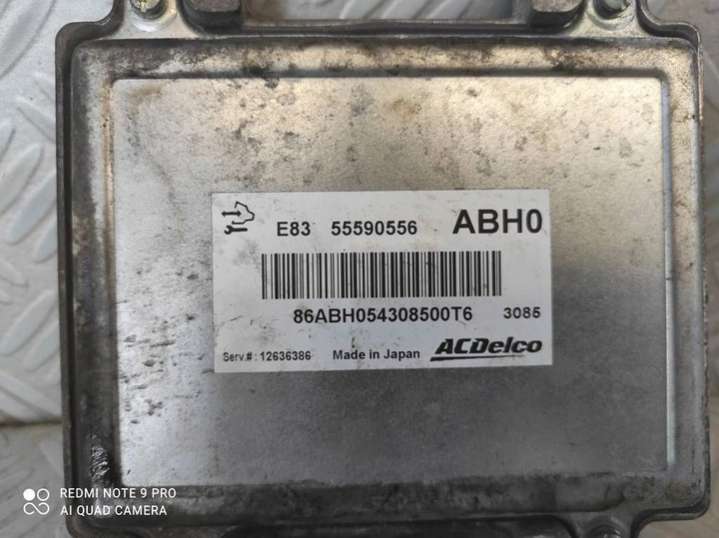 E83 55590556 ABH0
86ABH054308500T6 3085
Serv.#: 12636386 Made in Japan ACDelco
REDMI NOTE 9 PRO
AI QUAD CAMERA